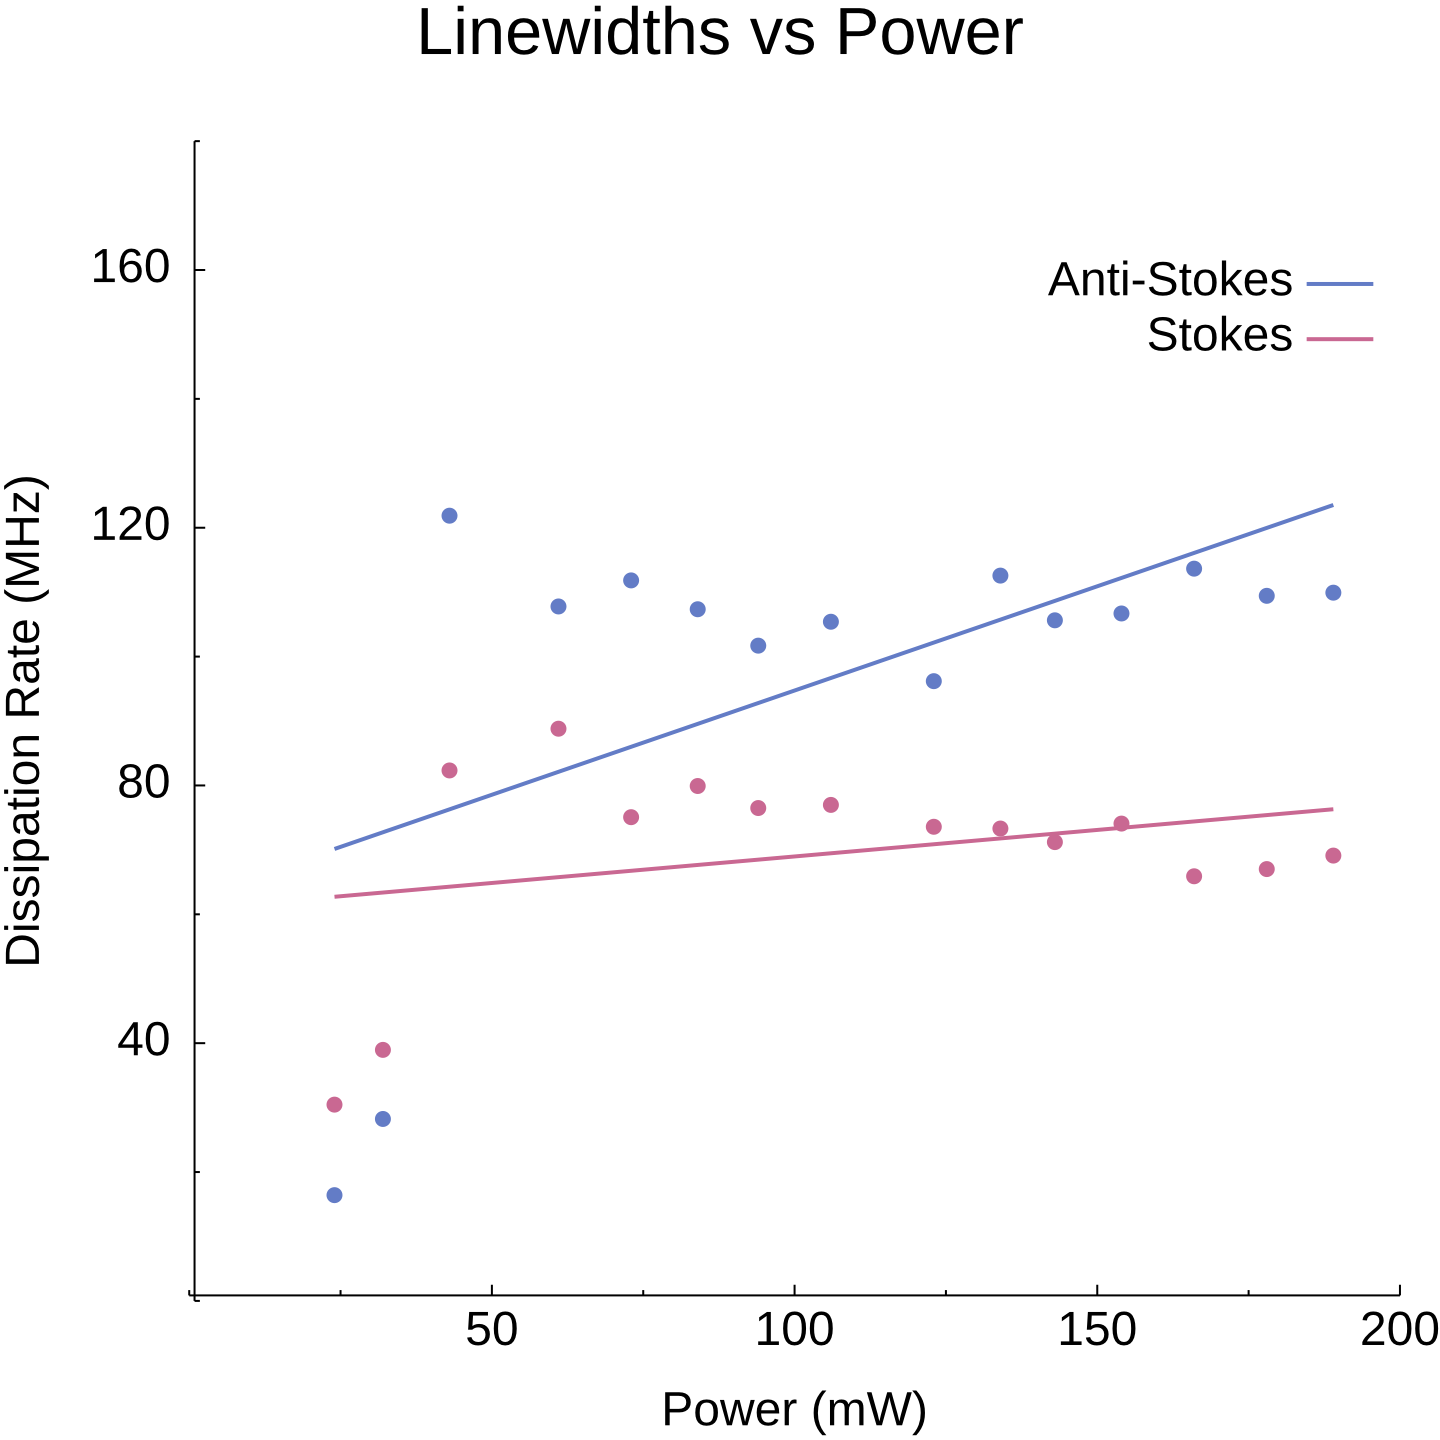 Linewidths vs Power
160
120
80
40
Dissipation Rate (MHz)
Anti-Stokes
Stokes
50 100 150 200
Power (mW)